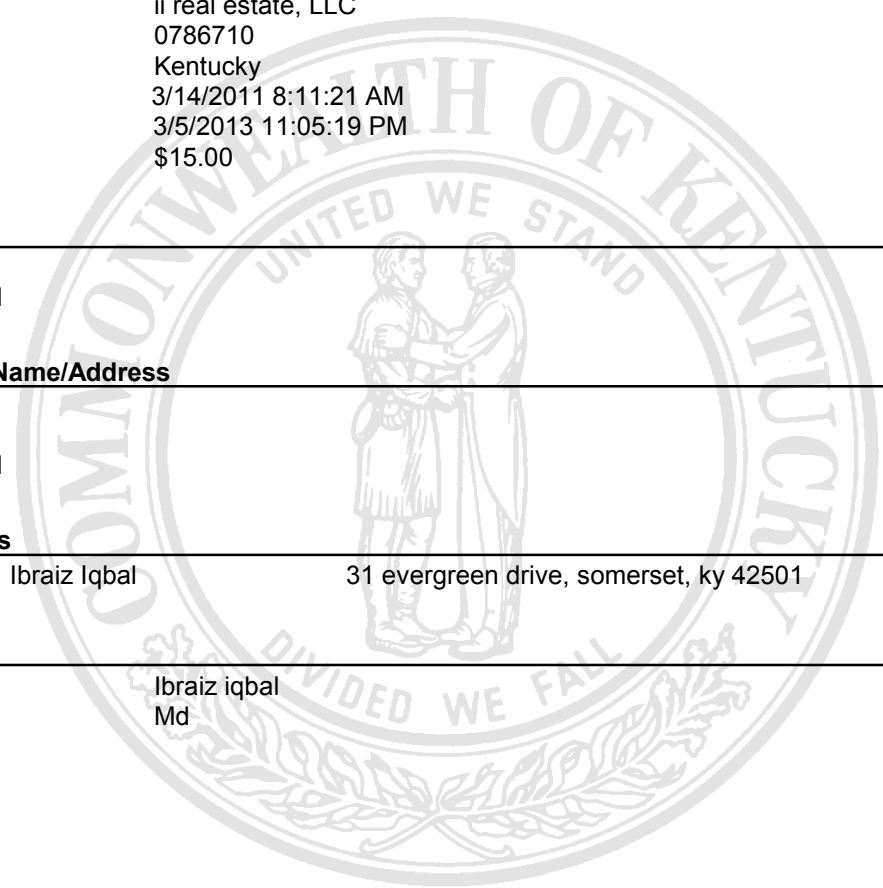 ii real estate, LLC
0786710
Kentucky
3/14/2011 8:11:21 AM
3/5/2013 11:05:19 PM
$15.00
COMMONWEALTH OF KENTUCKY
UNITED WE STAND
Name/Address
s
Ibraiz Iqbal 31 evergreen drive, somerset, ky 42501
DIVIDED WE FALL
Ibraiz iqbal
Md